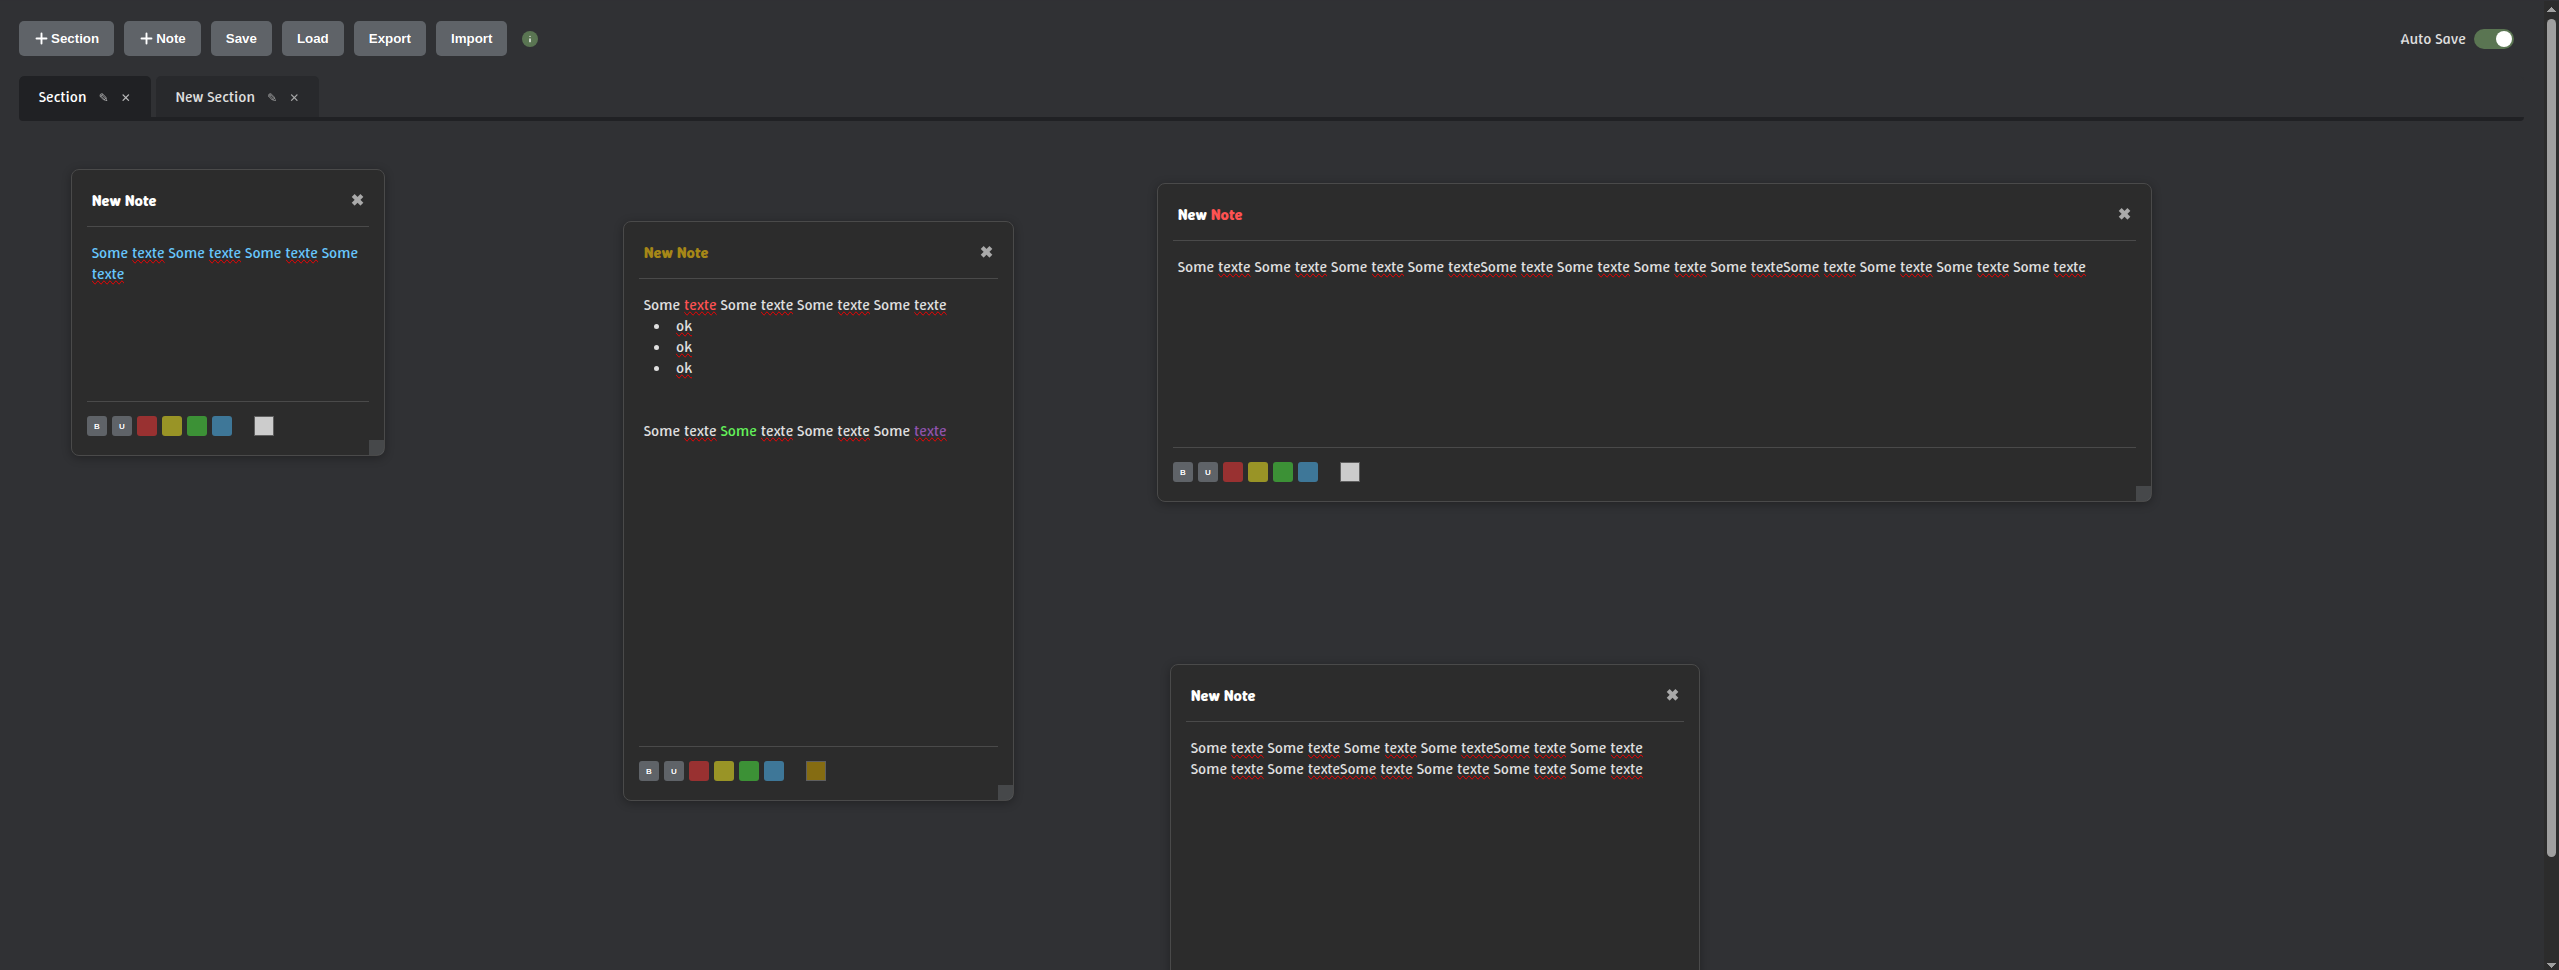 + Section + Note Save Load Export Import i Auto Save
Section ✎ × New Section ✎ ×
New Note ✖
Some texte Some texte Some texte Some
texte
B U
New Note ✖
Some texte Some texte Some texte Some texte
• ok
• ok
• ok
Some texte Some texte Some texte Some texte
B U
New Note ✖
Some texte Some texte Some texte Some texteSome texte Some texte Some texte Some texteSome texte Some texte Some texte Some texte
B U
New Note ✖
Some texte Some texte Some texte Some texteSome texte Some texte
Some texte Some texteSome texte Some texte Some texte Some texte